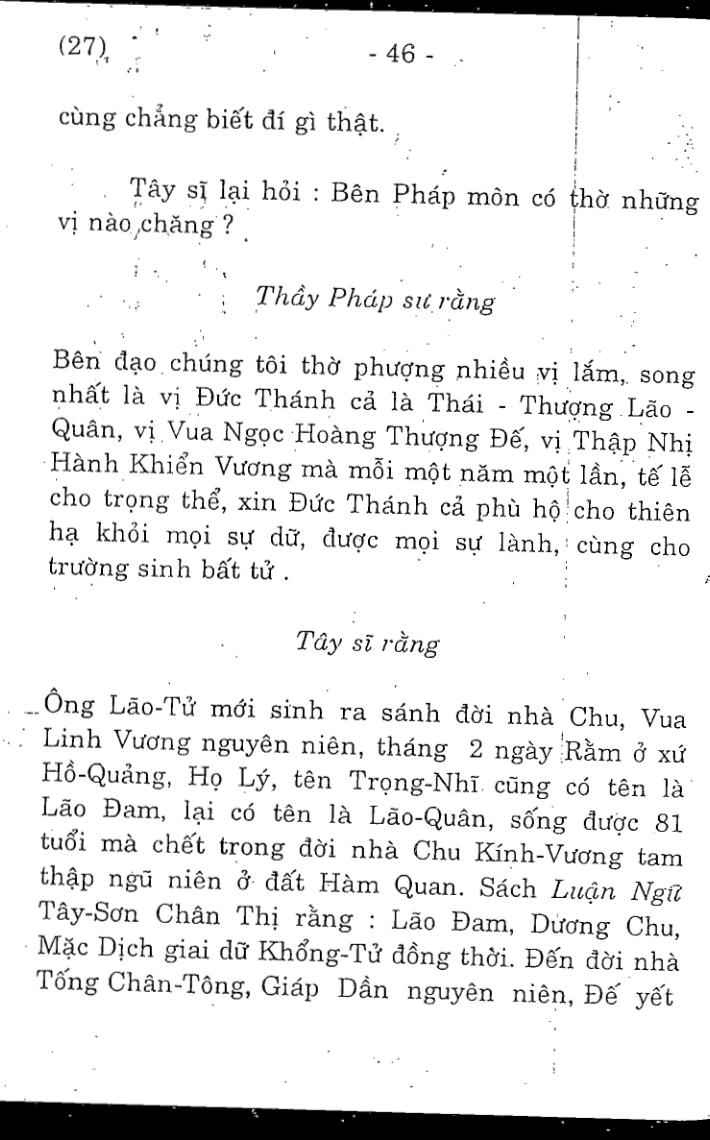 (27) - 46 -
cùng chẳng biết đí gì thật.
Tây sĩ lại hỏi : Bên Pháp môn có thờ những
vị nào chăng ?
Thầy Pháp sư rằng
Bên đạo chúng tôi thờ phượng nhiều vị lắm, song
nhất là vị Đức Thánh cả là Thái - Thượng Lão -
Quân, vị Vua Ngọc Hoàng Thượng Đế, vị Thập Nhị
Hành Khiển Vương mà mỗi một năm một lần, tế lễ
cho trọng thể, xin Đức Thánh cả phù hộ cho thiên
hạ khỏi mọi sự dữ, được mọi sự lành, cùng cho
trường sinh bất tử .
Tây sĩ rằng
Ông Lão-Tử mới sinh ra sánh đời nhà Chu, Vua
Linh Vương nguyên niên, tháng 2 ngày Rằm ở xứ
Hồ-Quảng, Họ Lý, tên Trọng-Nhĩ cũng có tên là
Lão Đam, lại có tên là Lão-Quân, sống được 81
tuổi mà chết trong đời nhà Chu Kính-Vương tam
thập ngũ niên ở đất Hàm Quan. Sách Luận Ngữ
Tây-Sơn Chân Thị rằng : Lão Đam, Dương Chu,
Mặc Dịch giai dữ Khổng-Tử đồng thời. Đến đời nhà
Tống Chân-Tông, Giáp Dần nguyên niên, Đế yết